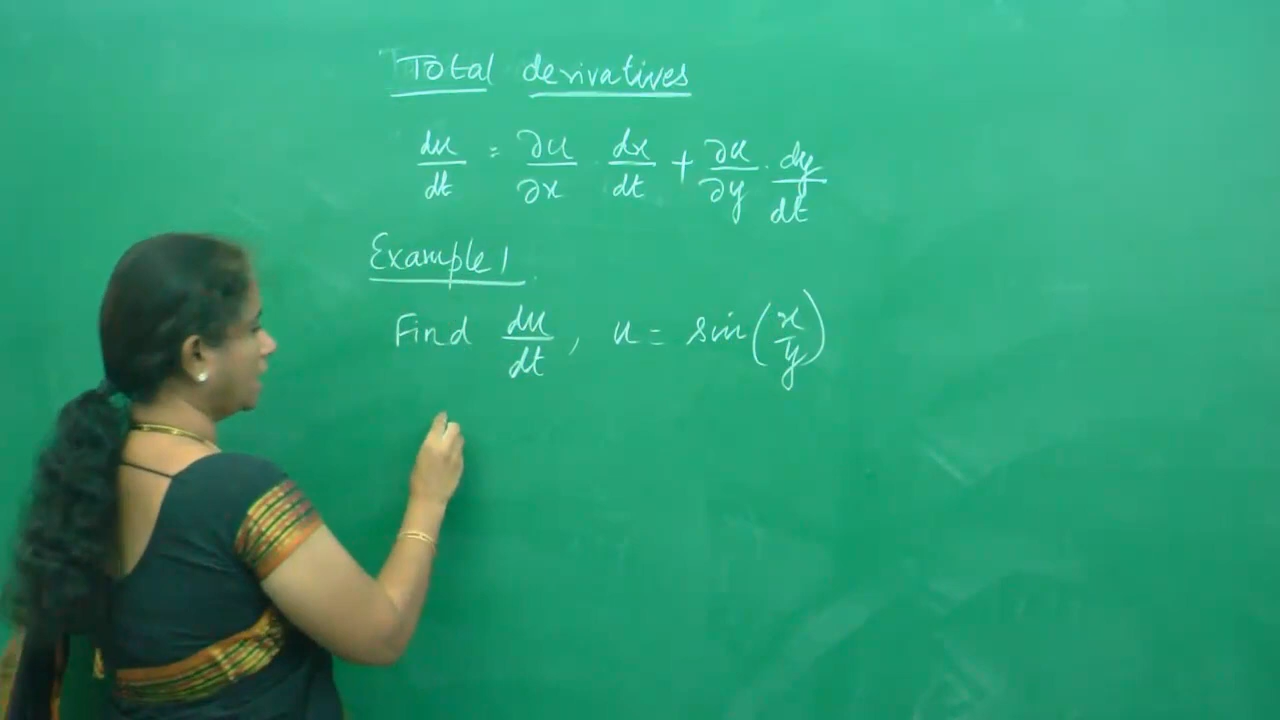 Total derivatives
du/dt = ∂u/∂x · dx/dt + ∂u/∂y · dy/dt
Example 1
Find du/dt, u = sin(x/y)